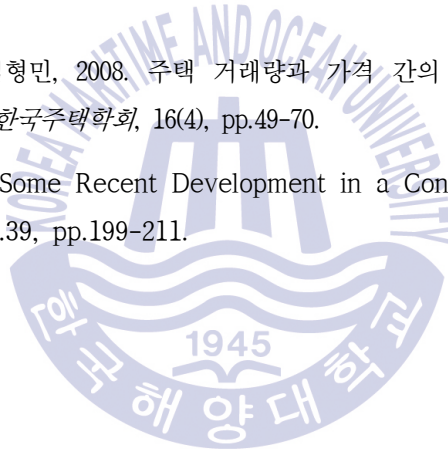 형민, 2008. 주택 거래량과 가격 간의
한국주택학회, 16(4), pp.49-70.
Some Recent Development in a Con
.39, pp.199-211.
KOREA MARITIME AND OCEAN UNIVERSITY
1945
한국해양대학교